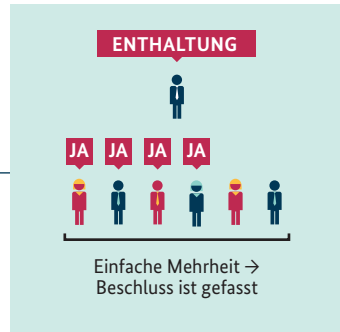 ENTHALTUNG
JA JA JA JA
Einfache Mehrheit →
Beschluss ist gefasst